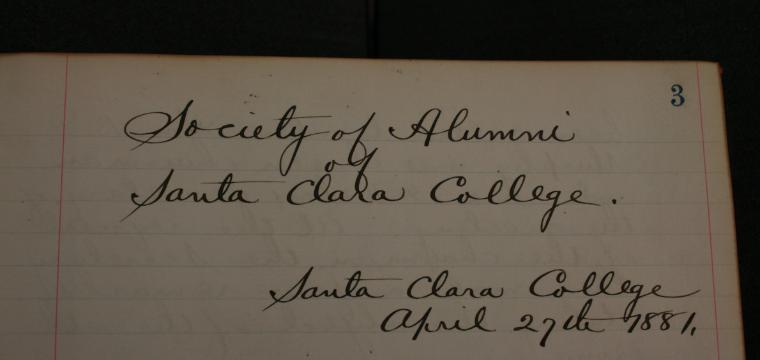 3
Society of Alumni
of
Santa Clara College.
Santa Clara College
April 27th 1881.